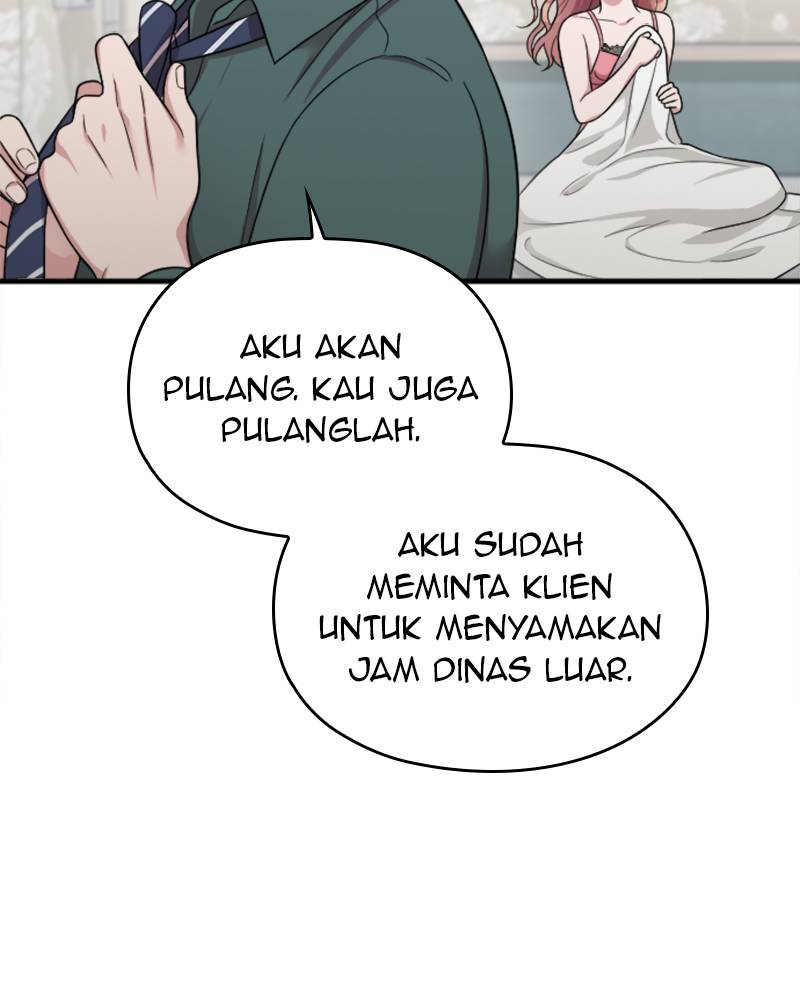 AKU AKAN
PULANG. KAU JUGA
PULANGLAH.
AKU SUDAH
MEMINTA KLIEN
UNTUK MENYAMAKAN
JAM DINAS LUAR.